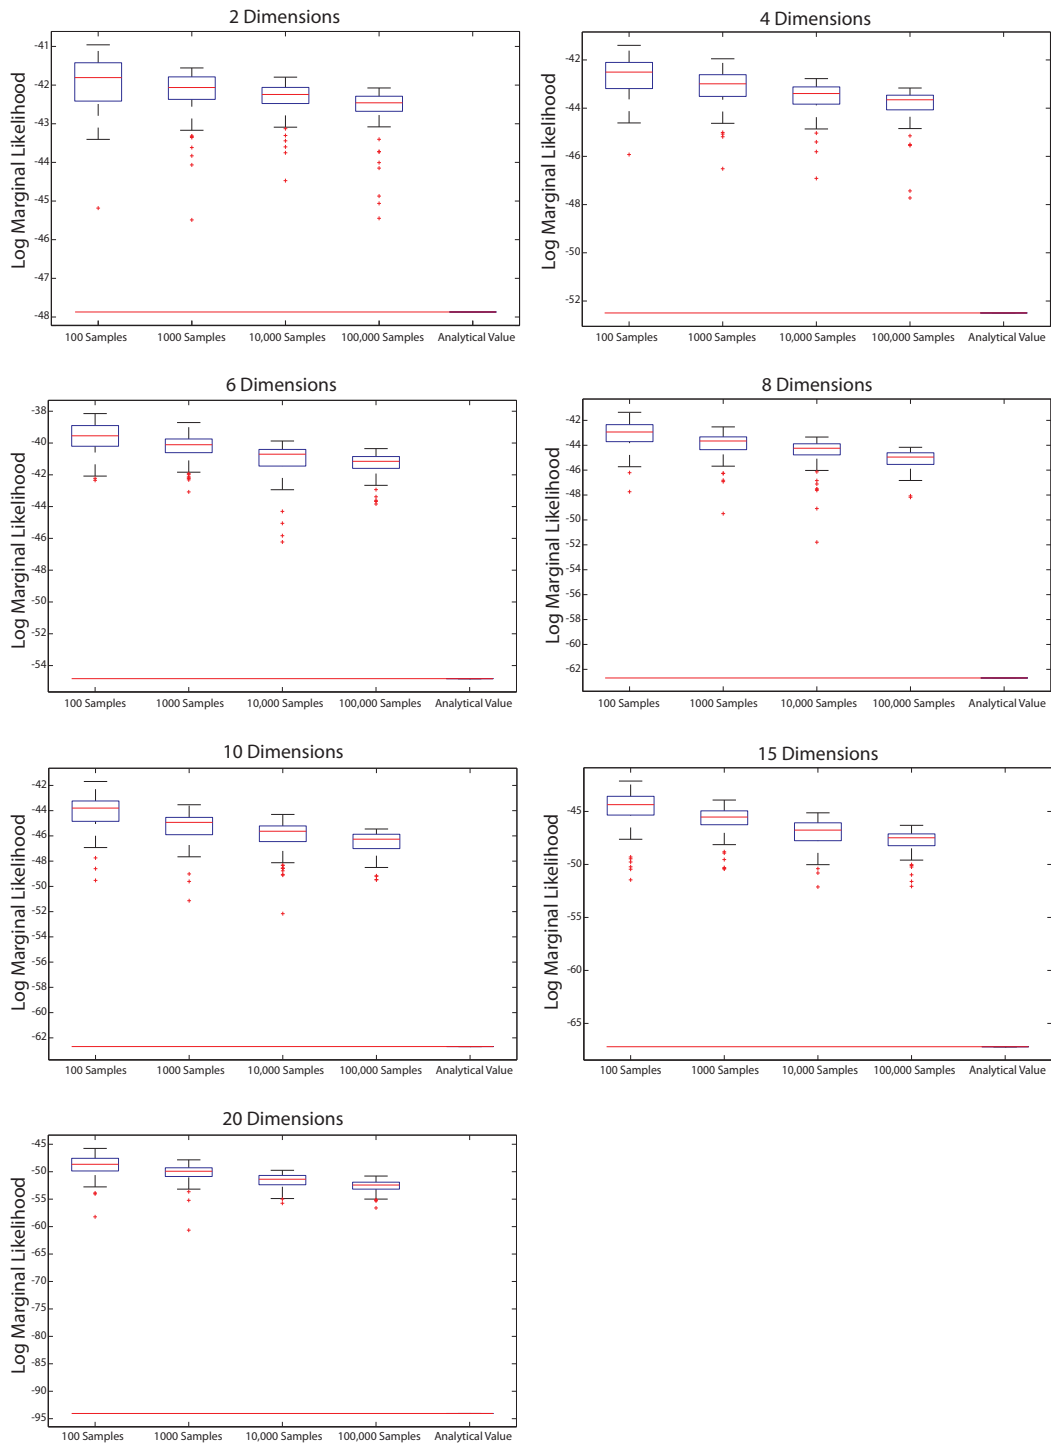 2 Dimensions
Log Marginal Likelihood
-41
-42
-43
-44
-45
-46
-47
-48
100 Samples
1000 Samples
10,000 Samples
100,000 Samples
Analytical Value
4 Dimensions
Log Marginal Likelihood
-42
-44
-46
-48
-50
-52
100 Samples
1000 Samples
10,000 Samples
100,000 Samples
Analytical Value
6 Dimensions
Log Marginal Likelihood
-38
-40
-42
-44
-46
-48
-50
-52
-54
100 Samples
1000 Samples
10,000 Samples
100,000 Samples
Analytical Value
8 Dimensions
Log Marginal Likelihood
-42
-44
-46
-48
-50
-52
-54
-56
-58
-60
-62
100 Samples
1000 Samples
10,000 Samples
100,000 Samples
Analytical Value
10 Dimensions
Log Marginal Likelihood
-42
-44
-46
-48
-50
-52
-54
-56
-58
-60
-62
100 Samples
1000 Samples
10,000 Samples
100,000 Samples
Analytical Value
15 Dimensions
Log Marginal Likelihood
-45
-50
-55
-60
-65
100 Samples
1000 Samples
10,000 Samples
100,000 Samples
Analytical Value
20 Dimensions
Log Marginal Likelihood
-45
-50
-55
-60
-65
-70
-75
-80
-85
-90
-95
100 Samples
1000 Samples
10,000 Samples
100,000 Samples
Analytical Value